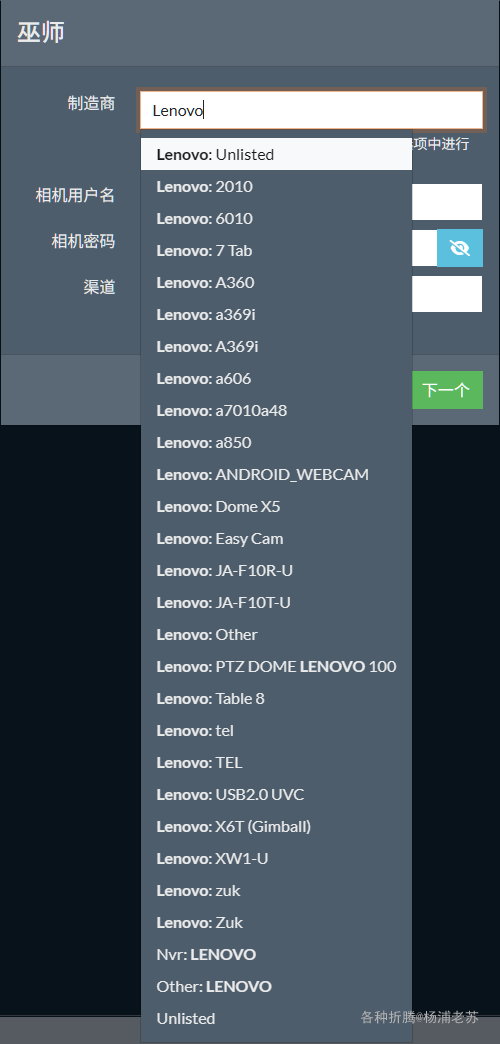 巫师
制造商
Lenovo
项中进行
Lenovo: Unlisted
Lenovo: 2010
相机用户名
Lenovo: 6010
相机密码
Lenovo: 7 Tab
Lenovo: A360
渠道
Lenovo: a369i
Lenovo: A369i
Lenovo: a606
下一个
Lenovo: a7010a48
Lenovo: a850
Lenovo: ANDROID_WEBCAM
Lenovo: Dome X5
Lenovo: Easy Cam
Lenovo: JA-F10R-U
Lenovo: JA-F10T-U
Lenovo: Other
Lenovo: PTZ DOME LENOVO 100
Lenovo: Table 8
Lenovo: tel
Lenovo: TEL
Lenovo: USB2.0 UVC
Lenovo: X6T (Gimball)
Lenovo: XW1-U
Lenovo: zuk
Lenovo: Zuk
Nvr: LENOVO
Other: LENOVO
Unlisted
各种折腾@杨浦老苏